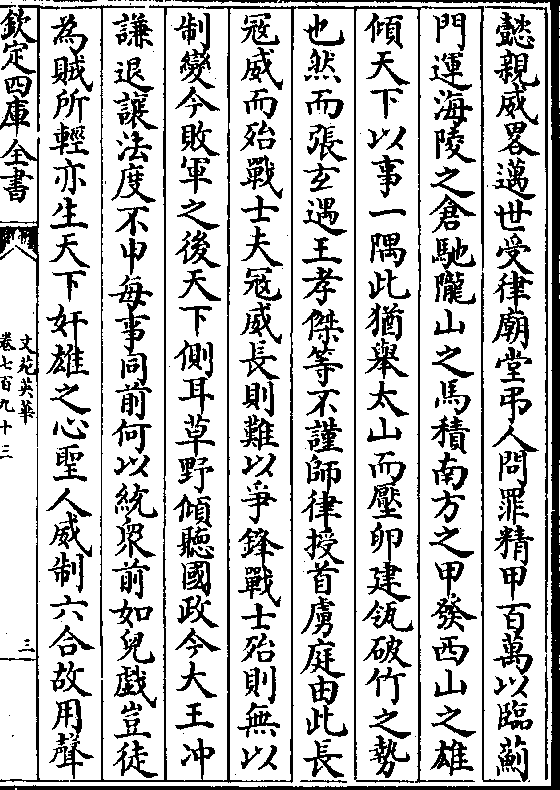 懿親威畧邁世受律廟堂弔人問罪精甲百萬以臨薊
門運海陵之倉馳隴山之馬積南方之甲發西山之雄
傾天下以事一隅此猶舉太山而壓卵建瓴破竹之勢
也然而張玄遇王孝傑等不謹師律授首虜庭由此長
冦威而殆戰士夫冦威長則難以爭鋒戰士殆則無以
制變今敗軍之後天下側耳草野傾聽國政今大王冲
謙退讓法度不申每事同前何以統衆前如兒戲豈徒
為賊所輕亦生天下奸雄之心聖人威制六合故用聲
欽定四庫全書
文苑英華
卷七百九十三
三